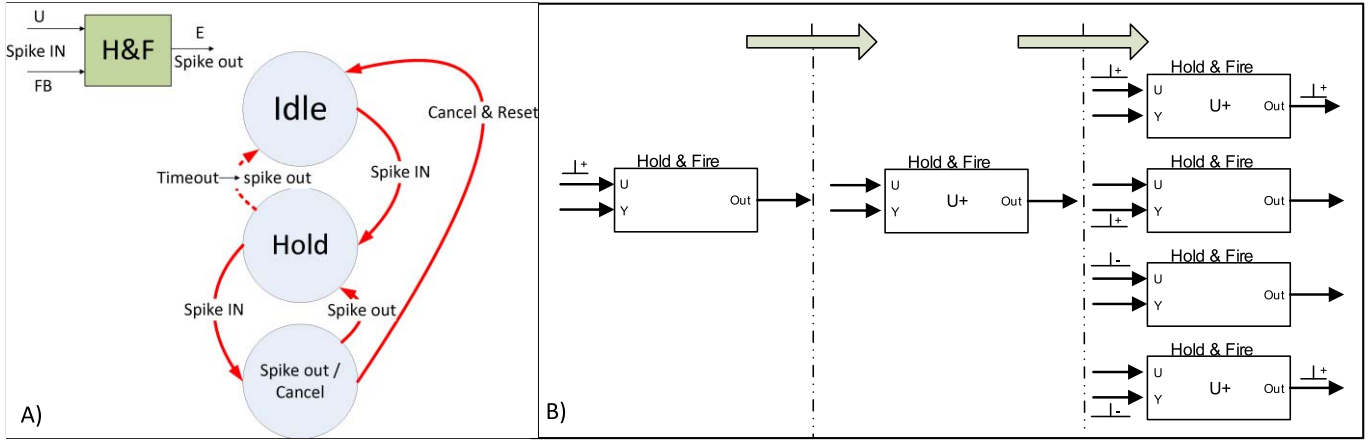 U
Spike IN
FB
H&F
E
Spike out
Idle
Cancel & Reset
Spike IN
Timeout
spike out
Hold
Spike IN
Spike out
Spike out /
Cancel
A)
B)
+
Hold & Fire
U
Y
Out
Hold & Fire
U
Y
U+
Out
+
Hold & Fire
U
Y
U+
Out
+
Hold & Fire
U
Y
+
Out
-
Hold & Fire
U
Y
Out
Hold & Fire
U
Y
-
U+
Out
+